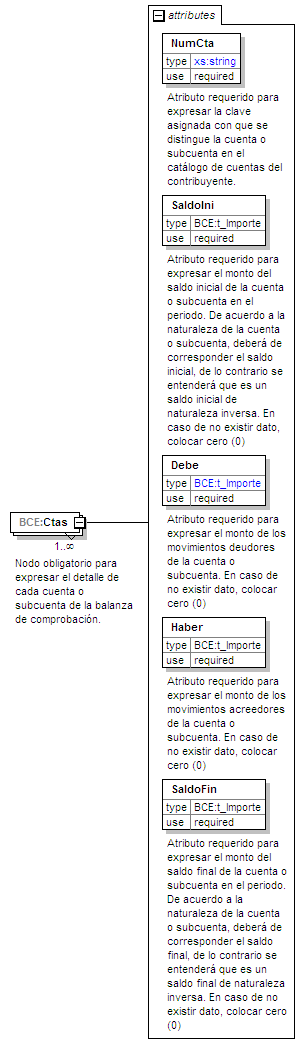 attributes
NumCta
type xs:string
use required
Atributo requerido para
expresar la clave
asignada con que se
distingue la cuenta o
subcuenta en el
catálogo de cuentas del
contribuyente.
SaldoIni
type BCE:t_Importe
use required
Atributo requerido para
expresar el monto del
saldo inicial de la cuenta
o subcuenta en el
periodo. De acuerdo a la
naturaleza de la cuenta
o subcuenta, deberá de
corresponder el saldo
inicial, de lo contrario se
entenderá que es un
saldo inicial de
naturaleza inversa. En
caso de no existir dato,
colocar cero (0)
Debe
type BCE:t_Importe
use required
Atributo requerido para
expresar el monto de los
movimientos deudores
de la cuenta o
subcuenta. En caso de
no existir dato, colocar
cero (0)
BCE:Ctas
1..∞
Nodo obligatorio para
expresar el detalle de
cada cuenta o
subcuenta de la balanza
de comprobación.
Haber
type BCE:t_Importe
use required
Atributo requerido para
expresar el monto de los
movimientos acreedores
de la cuenta o
subcuenta. En caso de
no existir dato, colocar
cero (0)
SaldoFin
type BCE:t_Importe
use required
Atributo requerido para
expresar el monto del
saldo final de la cuenta o
subcuenta en el periodo.
De acuerdo a la
naturaleza de la cuenta
o subcuenta, deberá de
corresponder el saldo
final, de lo contrario se
entenderá que es un
saldo final de naturaleza
inversa. En caso de no
existir dato, colocar cero
(0)